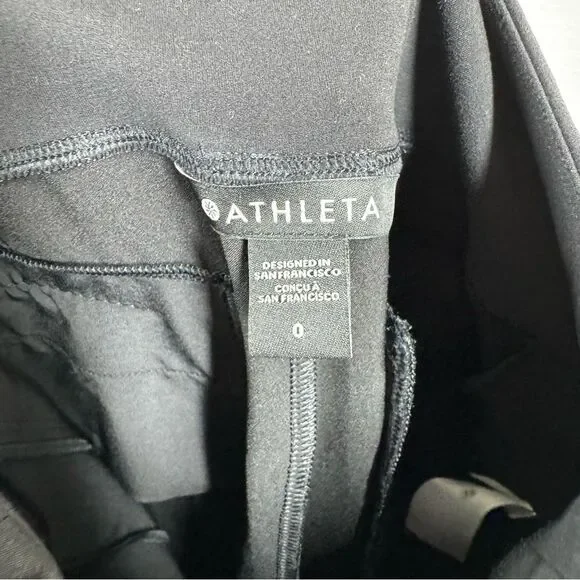 ATHLETA
DESIGNED IN
SAN FRANCISCO
CONÇU À
SAN FRANCISCO
0